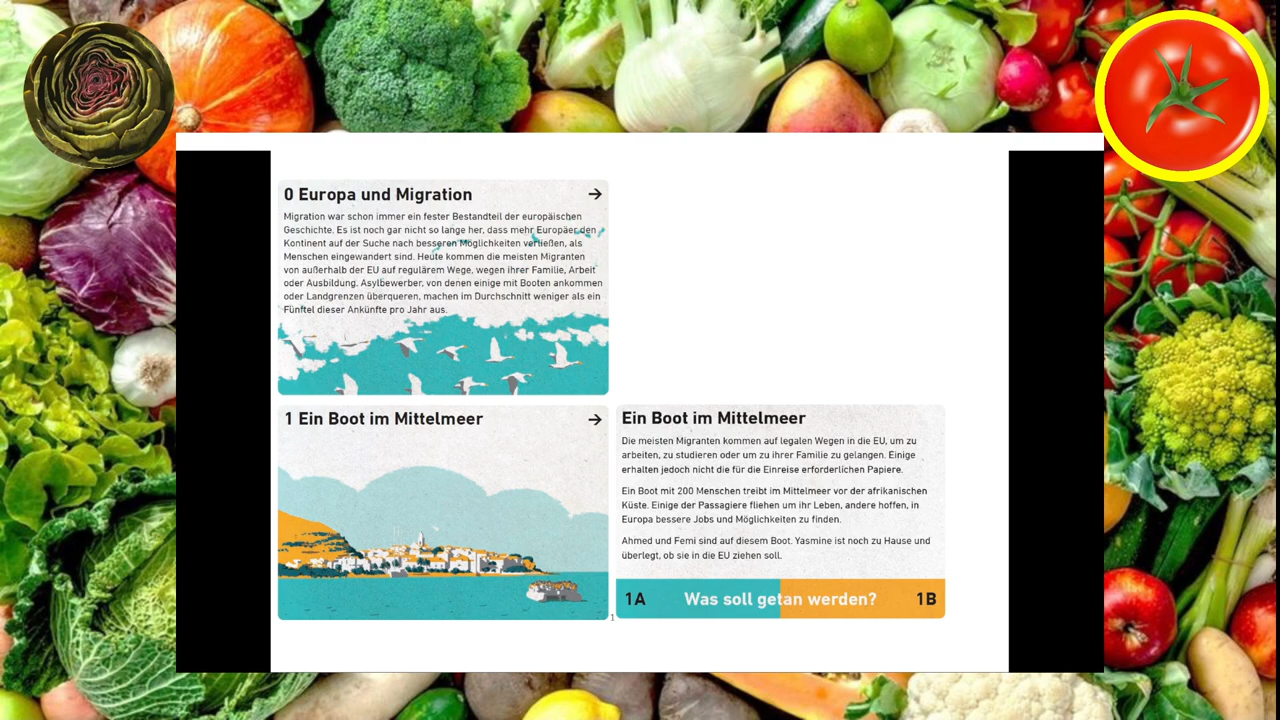 0 Europa und Migration →
Migration war schon immer ein fester Bestandteil der europäischen
Geschichte. Es ist noch gar nicht so lange her, dass mehr Europäer den
Kontinent auf der Suche nach besseren Möglichkeiten verließen, als
Menschen eingewandert sind. Heute kommen die meisten Migranten
von außerhalb der EU auf regulärem Wege, wegen ihrer Familie, Arbeit
oder Ausbildung. Asylbewerber, von denen einige mit Booten ankommen
oder Landgrenzen überqueren, machen im Durchschnitt weniger als ein
Fünftel dieser Ankünfte pro Jahr aus.
1 Ein Boot im Mittelmeer →
Ein Boot im Mittelmeer
Die meisten Migranten kommen auf legalen Wegen in die EU, um zu
arbeiten, zu studieren oder um zu ihrer Familie zu gelangen. Einige
erhalten jedoch nicht die für die Einreise erforderlichen Papiere.
Ein Boot mit 200 Menschen treibt im Mittelmeer vor der afrikanischen
Küste. Einige der Passagiere fliehen um ihr Leben, andere hoffen, in
Europa bessere Jobs und Möglichkeiten zu finden.
Ahmed und Femi sind auf diesem Boot. Yasmine ist noch zu Hause und
überlegt, ob sie in die EU ziehen soll.
1A Was soll getan werden? 1B
1